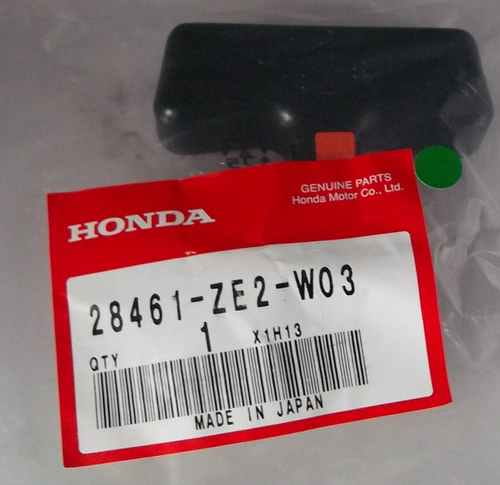 GENUINE PARTS
Honda Motor Co., Ltd.
HONDA
28461-ZE2-W03
1 X1H13
QTY
MADE IN JAPAN